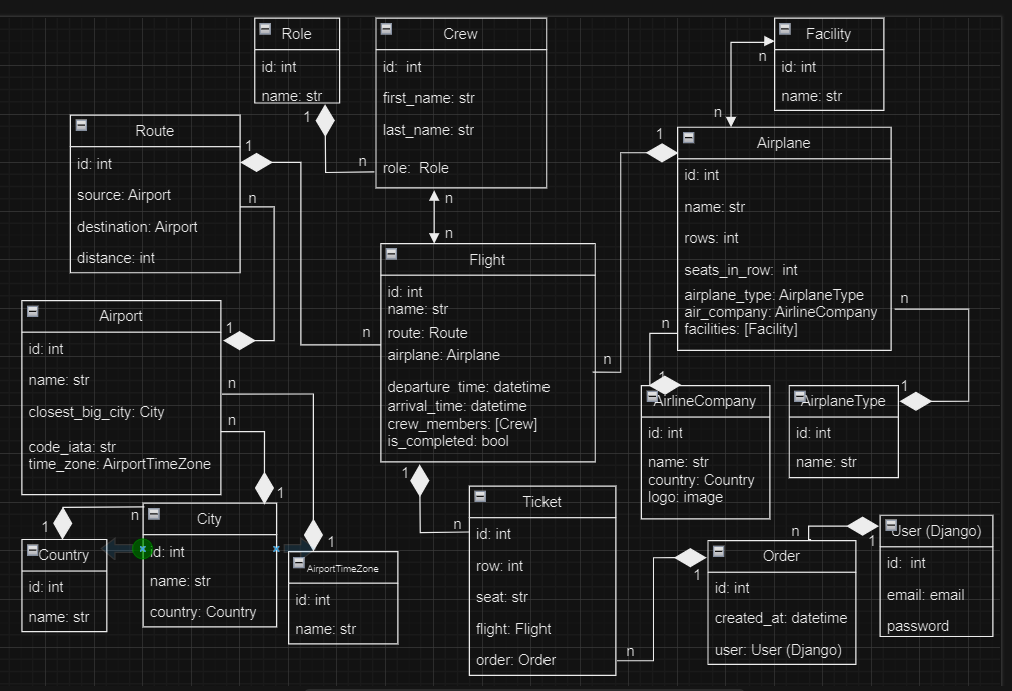 Role
id: int
name: str
1
n
Crew
id: int
first_name: str
last_name: str
role: Role
n
n
Facility
id: int
name: str
n
n
Route
id: int
source: Airport
destination: Airport
distance: int
1
n
n
Airplane
id: int
name: str
rows: int
seats_in_row: int
airplane_type: AirplaneType
air_company: AirlineCompany
facilities: [Facility]
1
n
n
n
Flight
id: int
name: str
route: Route
airplane: Airplane
departure_time: datetime
arrival_time: datetime
crew_members: [Crew]
is_completed: bool
1
n
Airport
id: int
name: str
closest_big_city: City
code_iata: str
time_zone: AirportTimeZone
1
n
n
1
AirlineCompany
id: int
name: str
country: Country
logo: image
1
AirplaneType
id: int
name: str
1
City
id: int
name: str
country: Country
n
1
Country
id: int
name: str
1
AirportTimeZone
id: int
name: str
1
Ticket
id: int
row: int
seat: str
flight: Flight
order: Order
n
1
Order
id: int
created_at: datetime
user: User (Django)
n
1
User (Django)
id: int
email: email
password